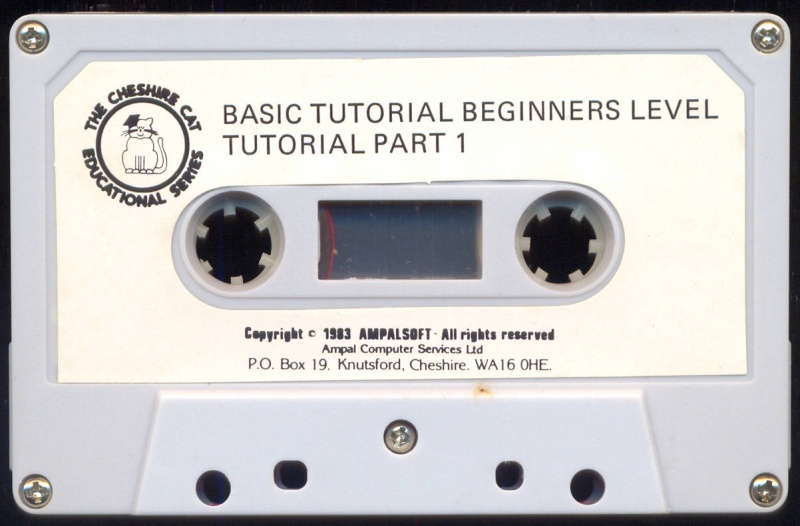 THE CHESHIRE CAT
EDUCATIONAL SERIES
BASIC TUTORIAL BEGINNERS LEVEL
TUTORIAL PART 1
Copyright © 1983 AMPALSOFT - All rights reserved
Ampal Computer Services Ltd
P.O. Box 19. Knutsford, Cheshire. WA16 0HE.